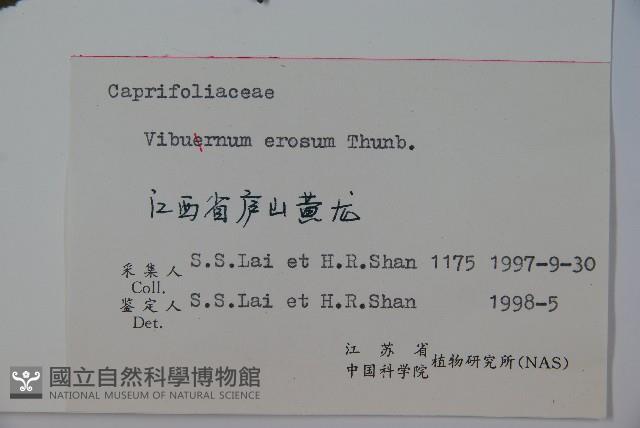 Caprifoliaceae
Vibuernum erosum Thunb.
江西省庐山黄龙
采集人 S.S.Lai et H.R.Shan 1175 1997-9-30
Coll.
鉴定人 S.S.Lai et H.R.Shan 1998-5
Det.
江苏省
中国科学院 植物研究所(NAS)
國立自然科學博物館
NATIONAL MUSEUM OF NATURAL SCIENCE